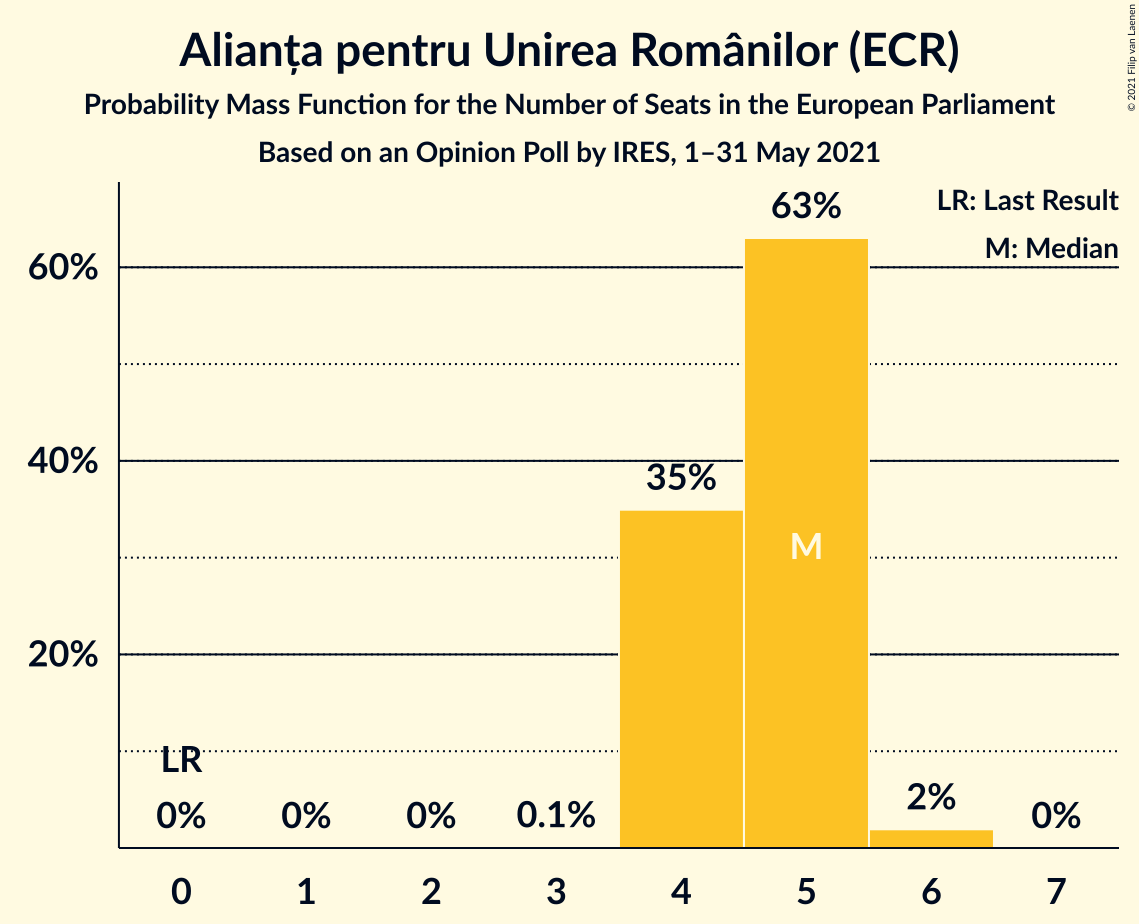 Alianța pentru Unirea Românilor (ECR)
Probability Mass Function for the Number of Seats in the European Parliament
Based on an Opinion Poll by IRES, 1–31 May 2021
© 2021 Filip van Laenen
LR: Last Result
M: Median
63%
60%
40%
35%
M
20%
LR
0%
0%
0%
0.1%
2%
0%
0
1
2
3
4
5
6
7